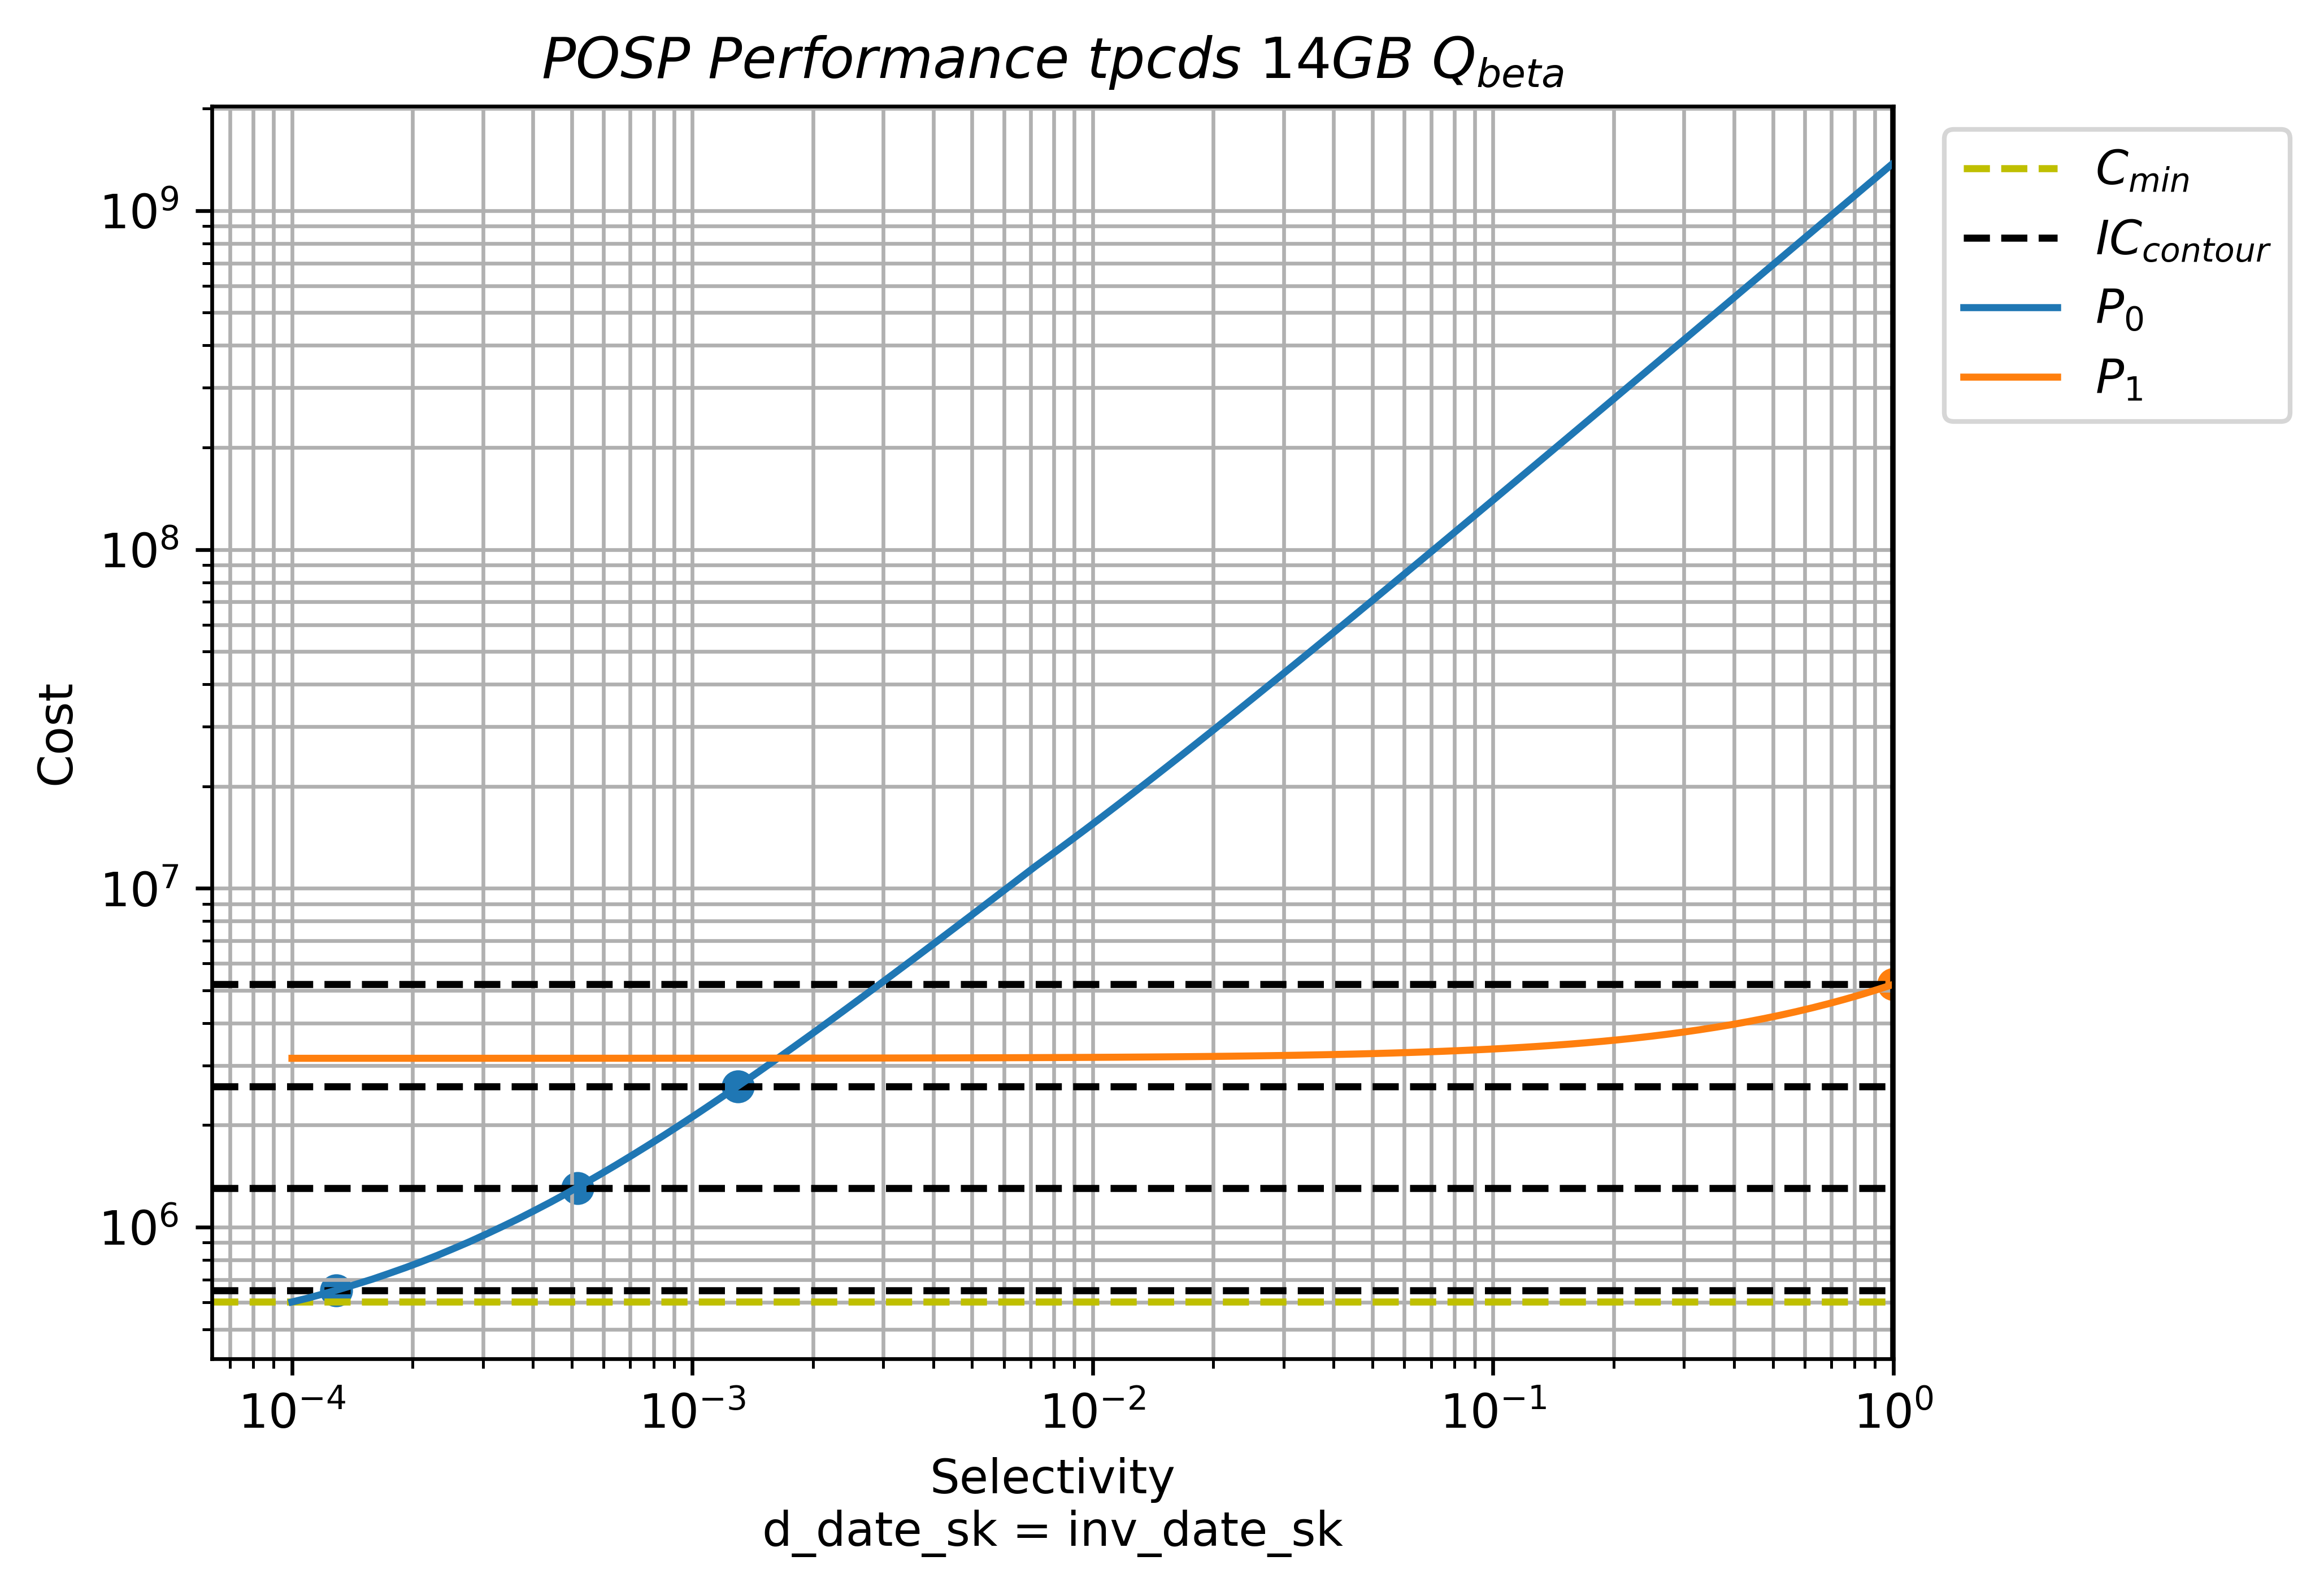 POSP Performance tpcds 14GB Q_beta
C_min
IC_contour
P_0
P_1
10^9
10^8
10^7
10^6
Cost
10^−4 10^−3 10^−2 10^−1 10^0
Selectivity
d_date_sk = inv_date_sk